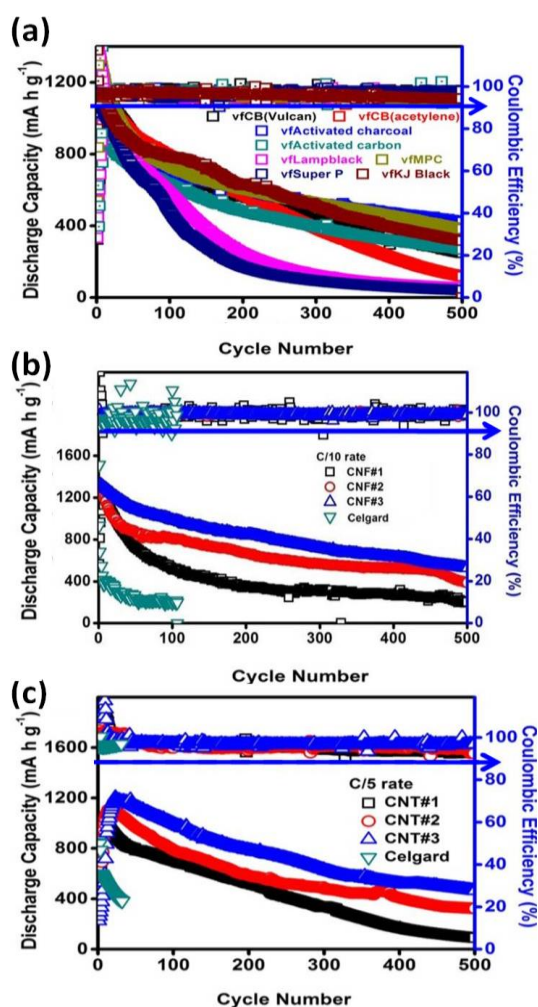 (a)
Discharge Capacity (mA h g⁻¹)
1200
800
400
0
vfCB(Vulcan) vfCB(acetylene)
vfActivated charcoal
vfActivated carbon
vfLampblack vfMPC
vfSuper P vfKJ Black
100
80
60
40
20
0
Coulombic Efficiency (%)
0 100 200 300 400 500
Cycle Number
(b)
Discharge Capacity (mA h g⁻¹)
1600
1200
800
400
0
C/10 rate
CNF#1
CNF#2
CNF#3
Celgard
100
80
60
40
20
0
Coulombic Efficiency (%)
0 100 200 300 400 500
Cycle Number
(c)
Discharge Capacity (mA h g⁻¹)
1600
1200
800
400
0
C/5 rate
CNT#1
CNT#2
CNT#3
Celgard
100
80
60
40
20
0
Coulombic Efficiency (%)
0 100 200 300 400 500
Cycle Number